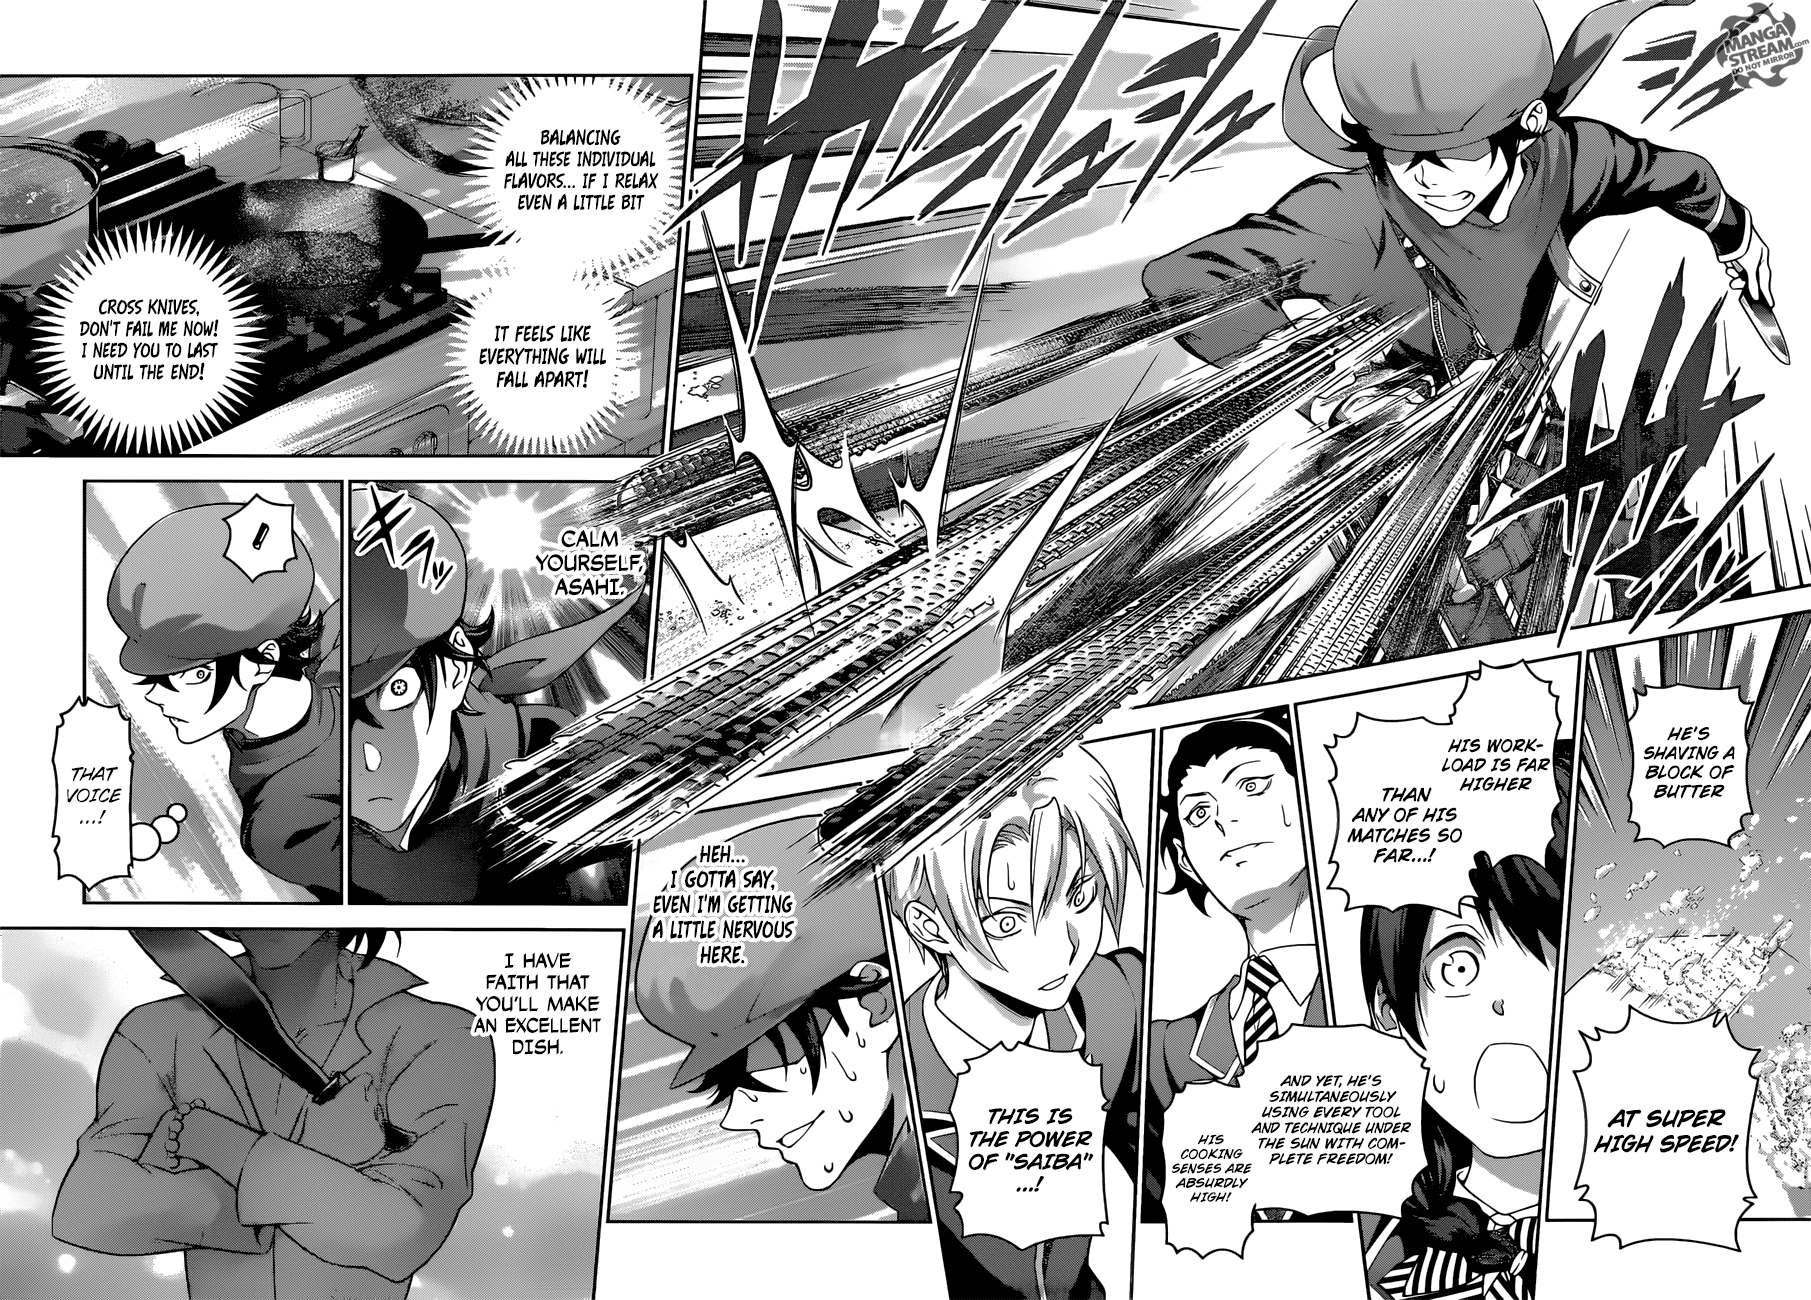 MANGA
STREAM.com
DO NOT MIRROR
HE'S
SHAVING A
BLOCK OF
BUTTER
AT SUPER
HIGH SPEED!
HIS WORK-
LOAD IS FAR
HIGHER
THAN
ANY OF HIS
MATCHES SO
FAR...!
AND YET, HE'S
SIMULTANEOUSLY
USING EVERY TOOL
AND TECHNIQUE UNDER
THE SUN WITH COM-
PLETE FREEDOM!
HIS
COOKING
SENSES ARE
ABSURDLY
HIGH!
THIS IS
THE POWER
OF "SAIBA"
...!
HEH...
I GOTTA SAY,
EVEN I'M GETTING
A LITTLE NERVOUS
HERE.
BALANCING
ALL THESE INDIVIDUAL
FLAVORS... IF I RELAX
EVEN A LITTLE BIT
IT FEELS LIKE
EVERYTHING WILL
FALL APART!
CROSS KNIVES,
DON'T FAIL ME NOW!
I NEED YOU TO LAST
UNTIL THE END!
CALM
YOURSELF,
ASAHI.
!
THAT
VOICE
...!
I HAVE
FAITH THAT
YOU'LL MAKE
AN EXCELLENT
DISH.